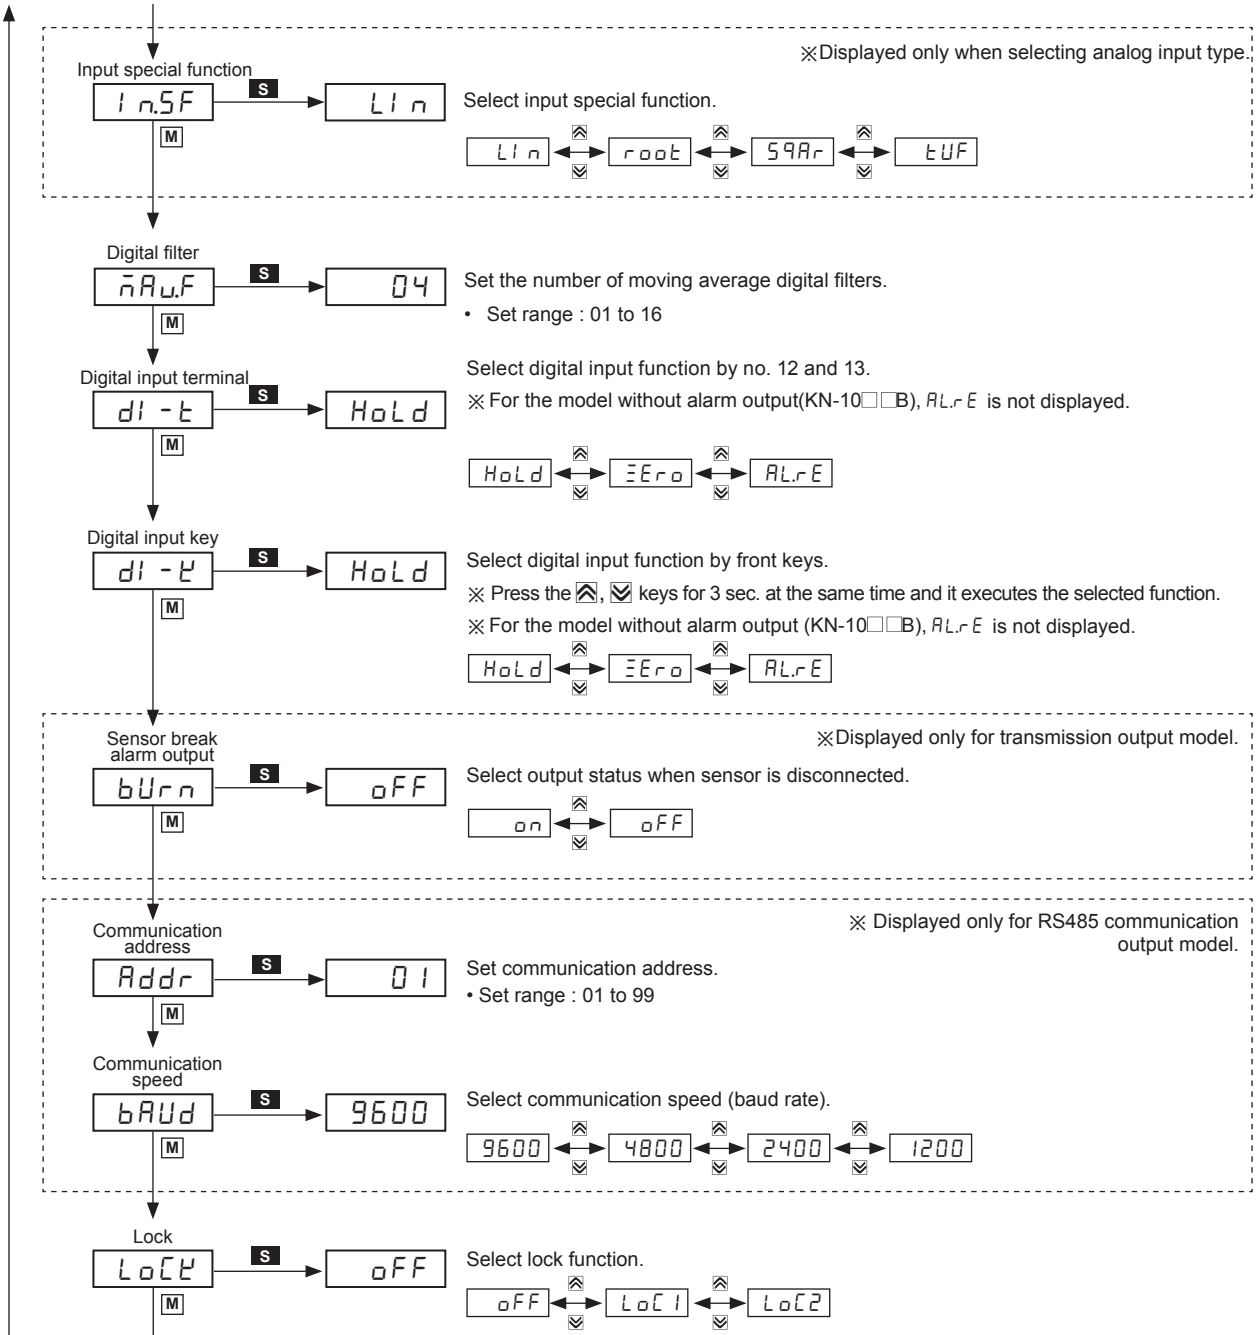 ※Displayed only when selecting analog input type.
Input special function
In.SF S LIn Select input special function.
M
LIn root SqAr tUF
Digital filter
mAv.F S 04 Set the number of moving average digital filters.
M • Set range : 01 to 16
Digital input terminal
Select digital input function by no. 12 and 13.
dI-t S HoLd ※ For the model without alarm output(KN-10□□B), AL.rE is not displayed.
M
HoLd ZEro AL.rE
Digital input key
dI-k S HoLd Select digital input function by front keys.
※ Press the , keys for 3 sec. at the same time and it executes the selected function.
M
※ For the model without alarm output (KN-10□□B), AL.rE is not displayed.
HoLd ZEro AL.rE
※Displayed only for transmission output model.
Sensor break
alarm output
bUrn S oFF Select output status when sensor is disconnected.
M
on oFF
※ Displayed only for RS485 communication
output model.
Communication
address
Addr S 01 Set communication address.
• Set range : 01 to 99
M
Communication
speed
bAUd S 9600 Select communication speed (baud rate).
M
9600 4800 2400 1200
Lock
LoCk S oFF Select lock function.
M
oFF LoC1 LoC2